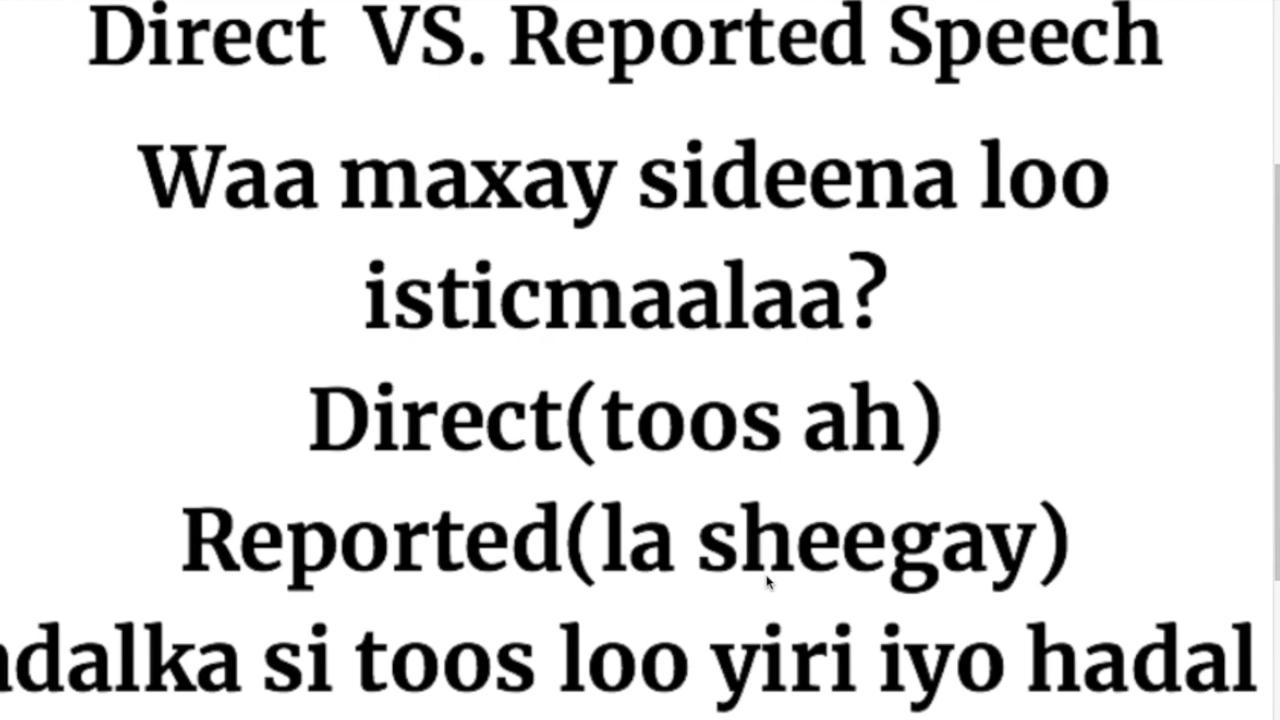 Direct VS. Reported Speech
Waa maxay sideena loo
isticmaalaa?
Direct(toos ah)
Reported(la sheegay)
adalka si toos loo yiri iyo hadal